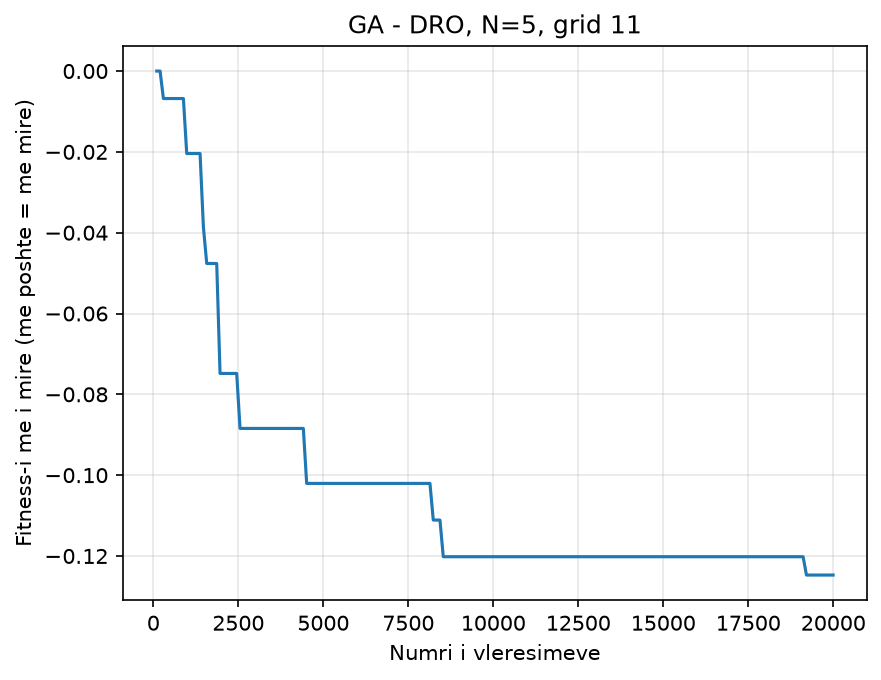 GA - DRO, N=5, grid 11
Fitness-i me i mire (me poshte = me mire)
0.00
−0.02
−0.04
−0.06
−0.08
−0.10
−0.12
0 2500 5000 7500 10000 12500 15000 17500 20000
Numri i vleresimeve